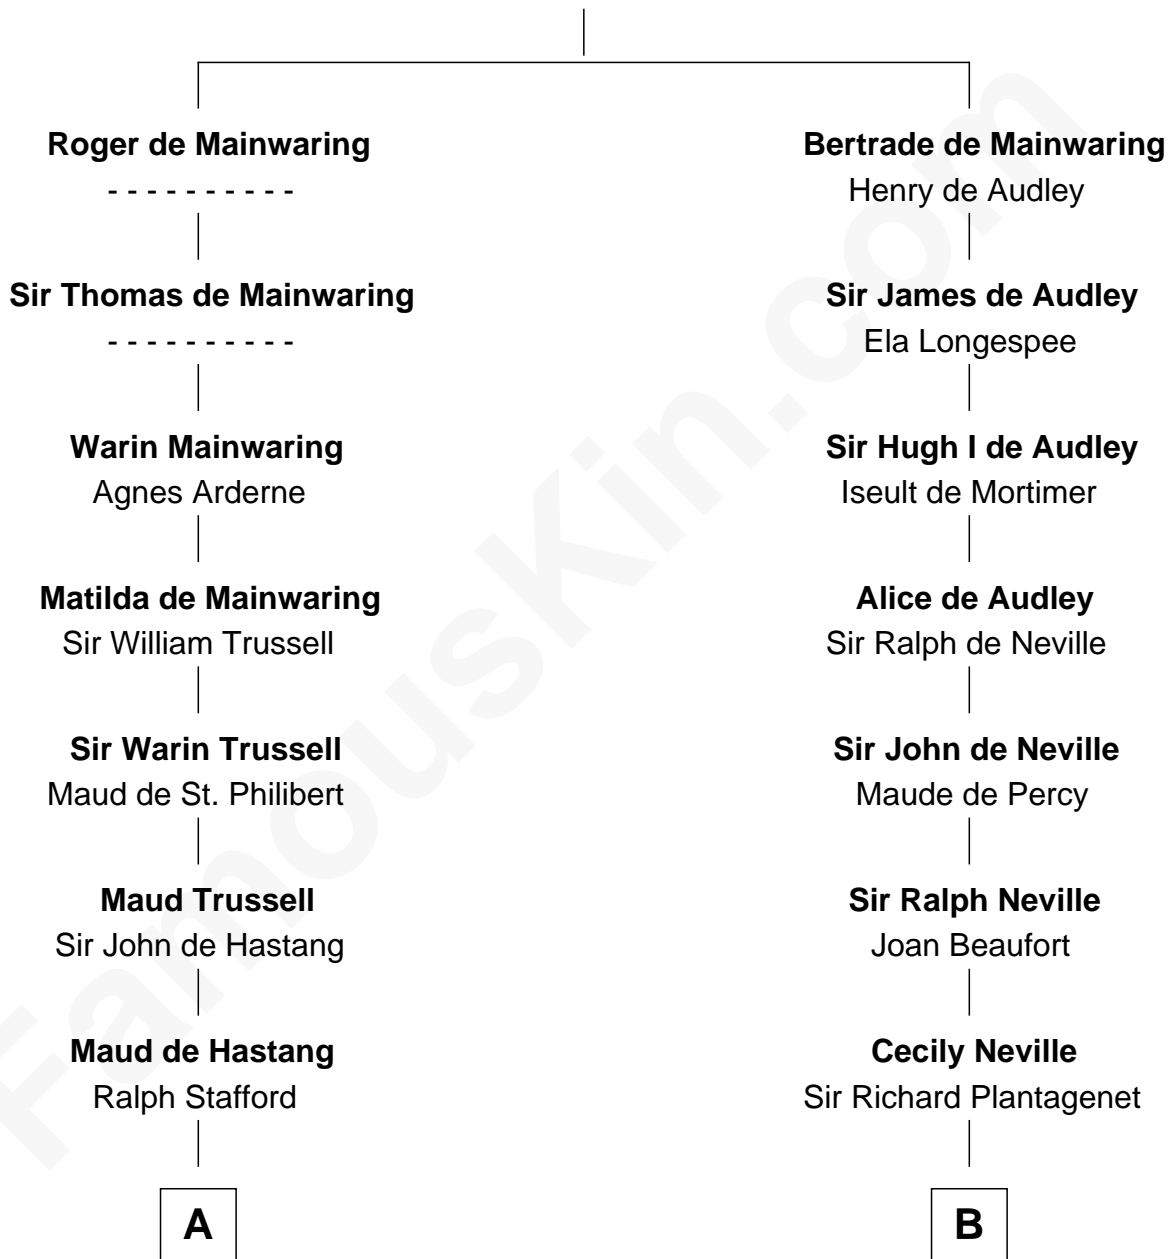 Roger de Mainwaring
- - - - - - - - - -
Sir Thomas de Mainwaring
- - - - - - - - - -
Warin Mainwaring
Agnes Arderne
Matilda de Mainwaring
Sir William Trussell
Sir Warin Trussell
Maud de St. Philibert
Maud Trussell
Sir John de Hastang
Maud de Hastang
Ralph Stafford
A
Bertrade de Mainwaring
Henry de Audley
Sir James de Audley
Ela Longespee
Sir Hugh I de Audley
Iseult de Mortimer
Alice de Audley
Sir Ralph de Neville
Sir John de Neville
Maude de Percy
Sir Ralph Neville
Joan Beaufort
Cecily Neville
Sir Richard Plantagenet
B
FamousKin.com